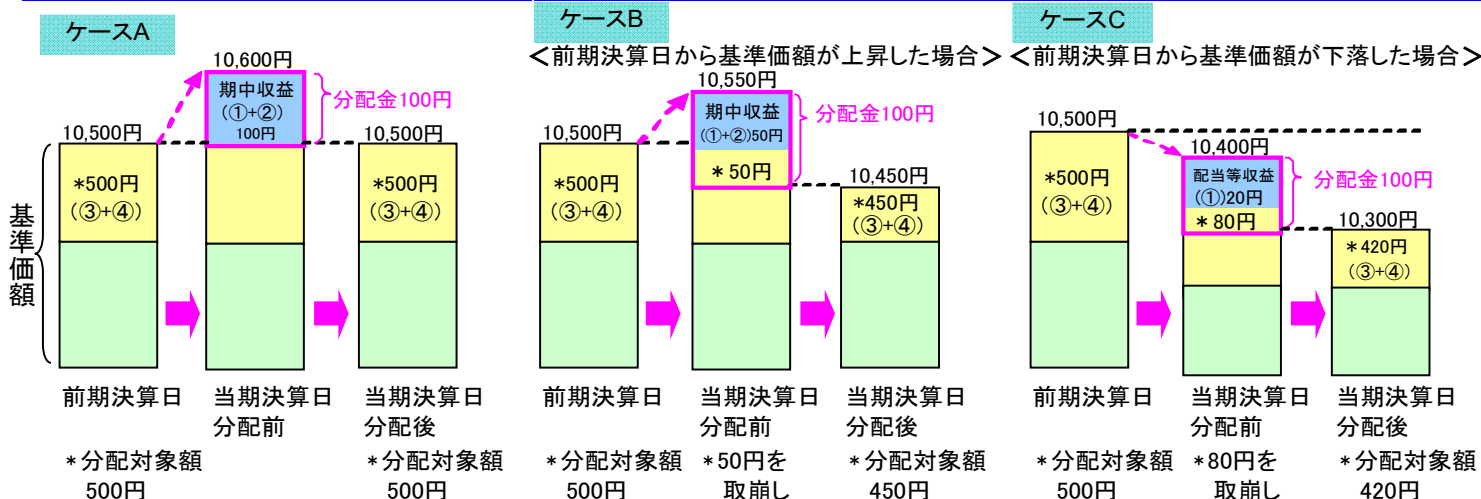 ケースA
10,600円
期中収益
(①+②)
100円
分配金100円
10,500円
10,500円
*500円
(③+④)
*500円
(③+④)
基準価額
前期決算日
当期決算日
分配前
当期決算日
分配後
*分配対象額
500円
*分配対象額
500円
ケースB
<前期決算日から基準価額が上昇した場合>
10,550円
期中収益
(①+②)50円
*50円
分配金100円
10,500円
10,450円
*500円
(③+④)
*450円
(③+④)
前期決算日
当期決算日
分配前
当期決算日
分配後
*分配対象額
500円
*50円を
取崩し
*分配対象額
450円
ケースC
<前期決算日から基準価額が下落した場合>
10,500円
10,400円
配当等収益
(①)20円
*80円
分配金100円
10,300円
*500円
(③+④)
*420円
(③+④)
前期決算日
当期決算日
分配前
当期決算日
分配後
*分配対象額
500円
*80円を
取崩し
*分配対象額
420円